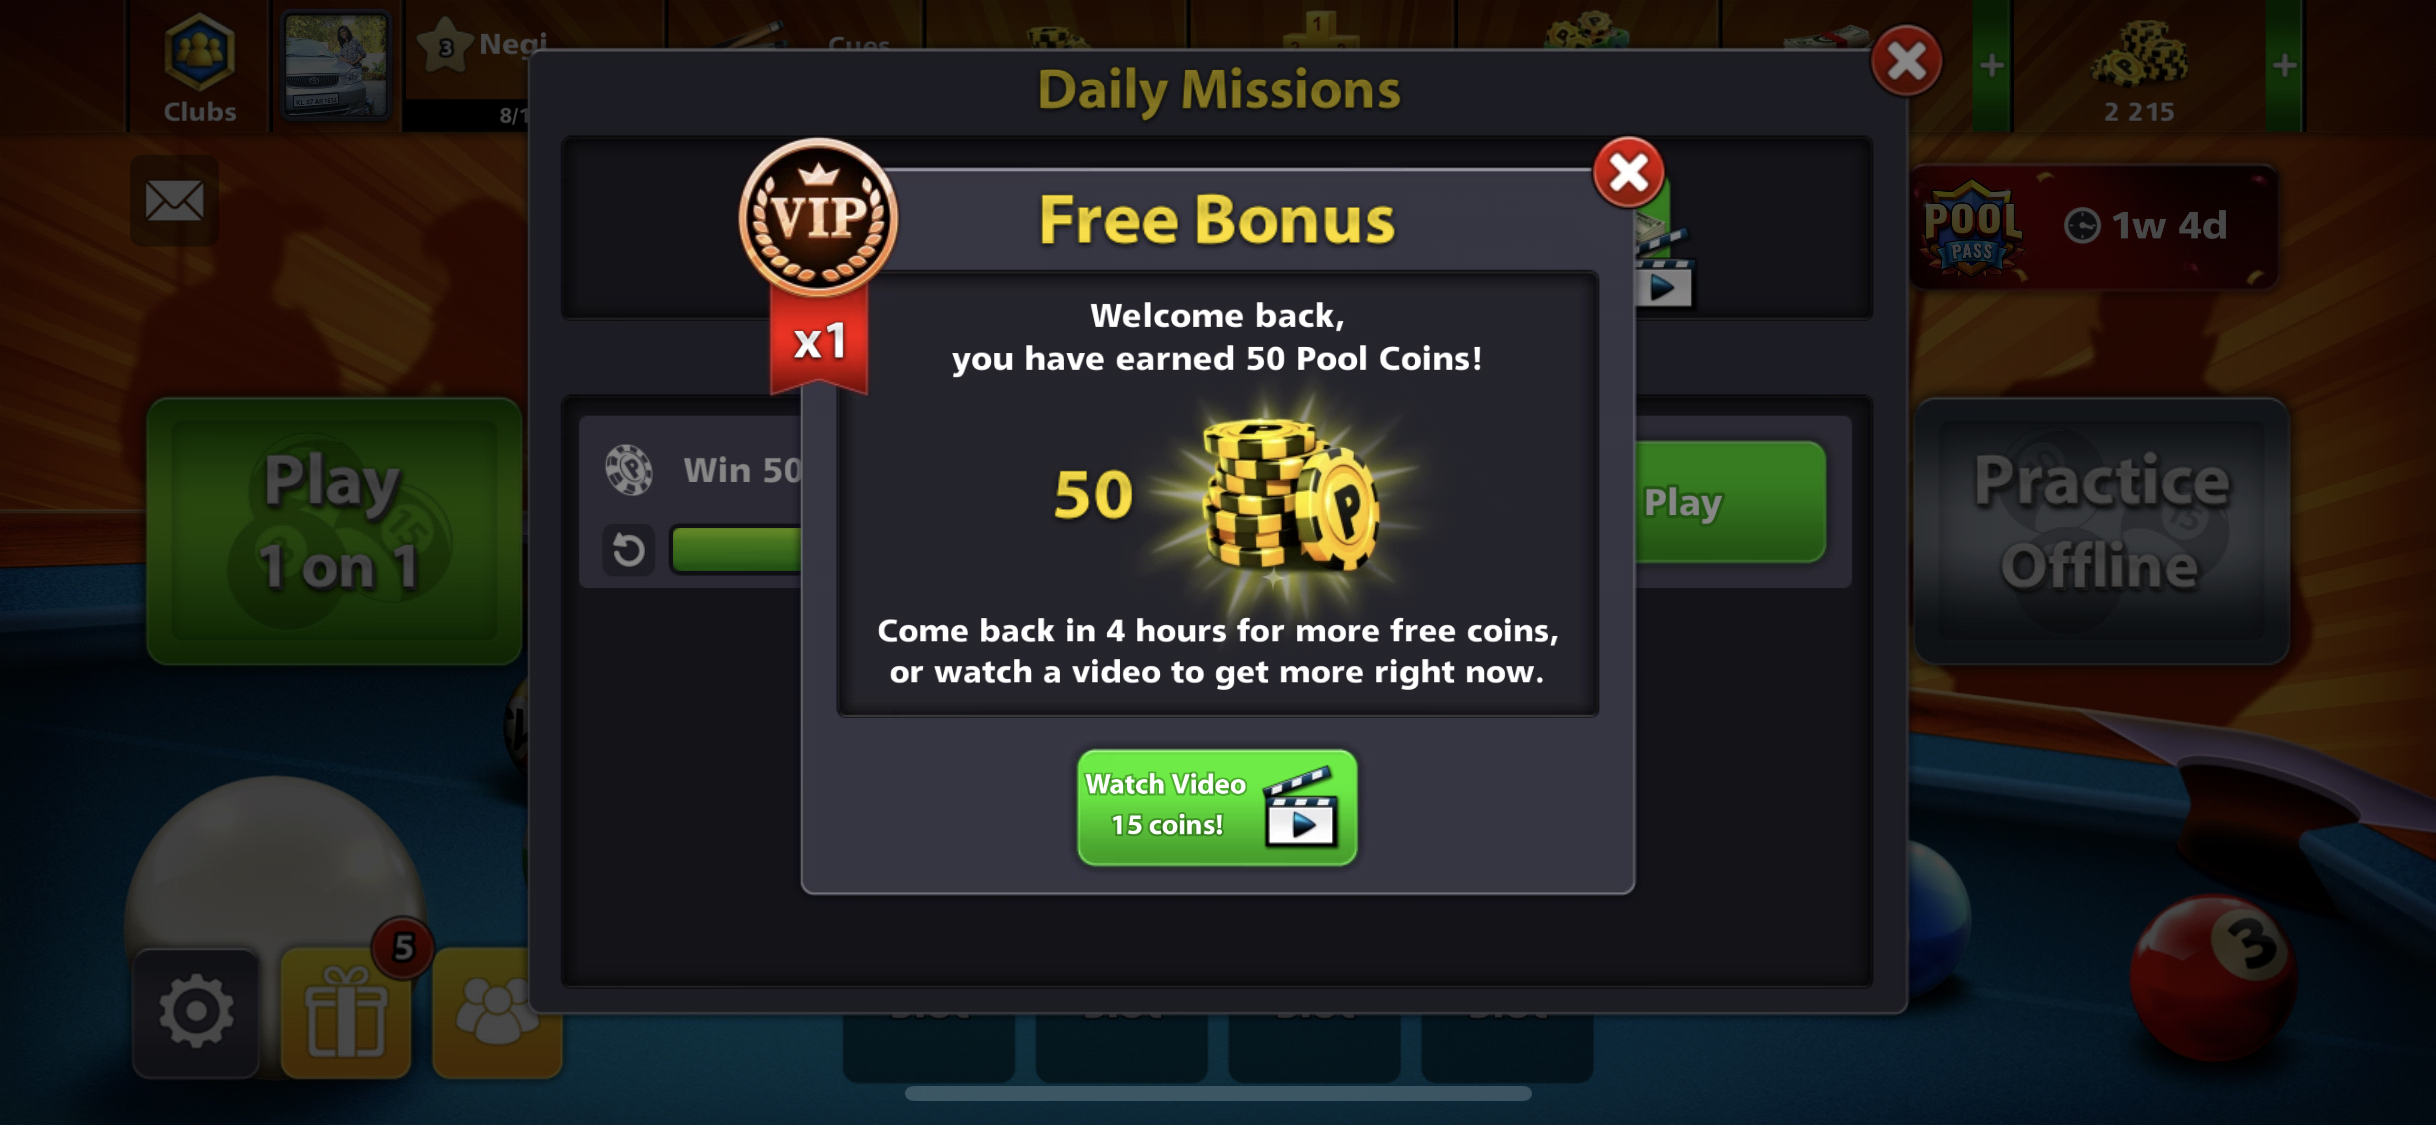 Clubs
3
Negi
8/1
Cues
1
2 215
Daily Missions
POOL
PASS
1w 4d
VIP
x1
Free Bonus
Welcome back,
you have earned 50 Pool Coins!
50
P
Come back in 4 hours for more free coins,
or watch a video to get more right now.
Watch Video
15 coins!
Win 50
Play
Play
1 on 1
15
Practice
Offline
15
5
3